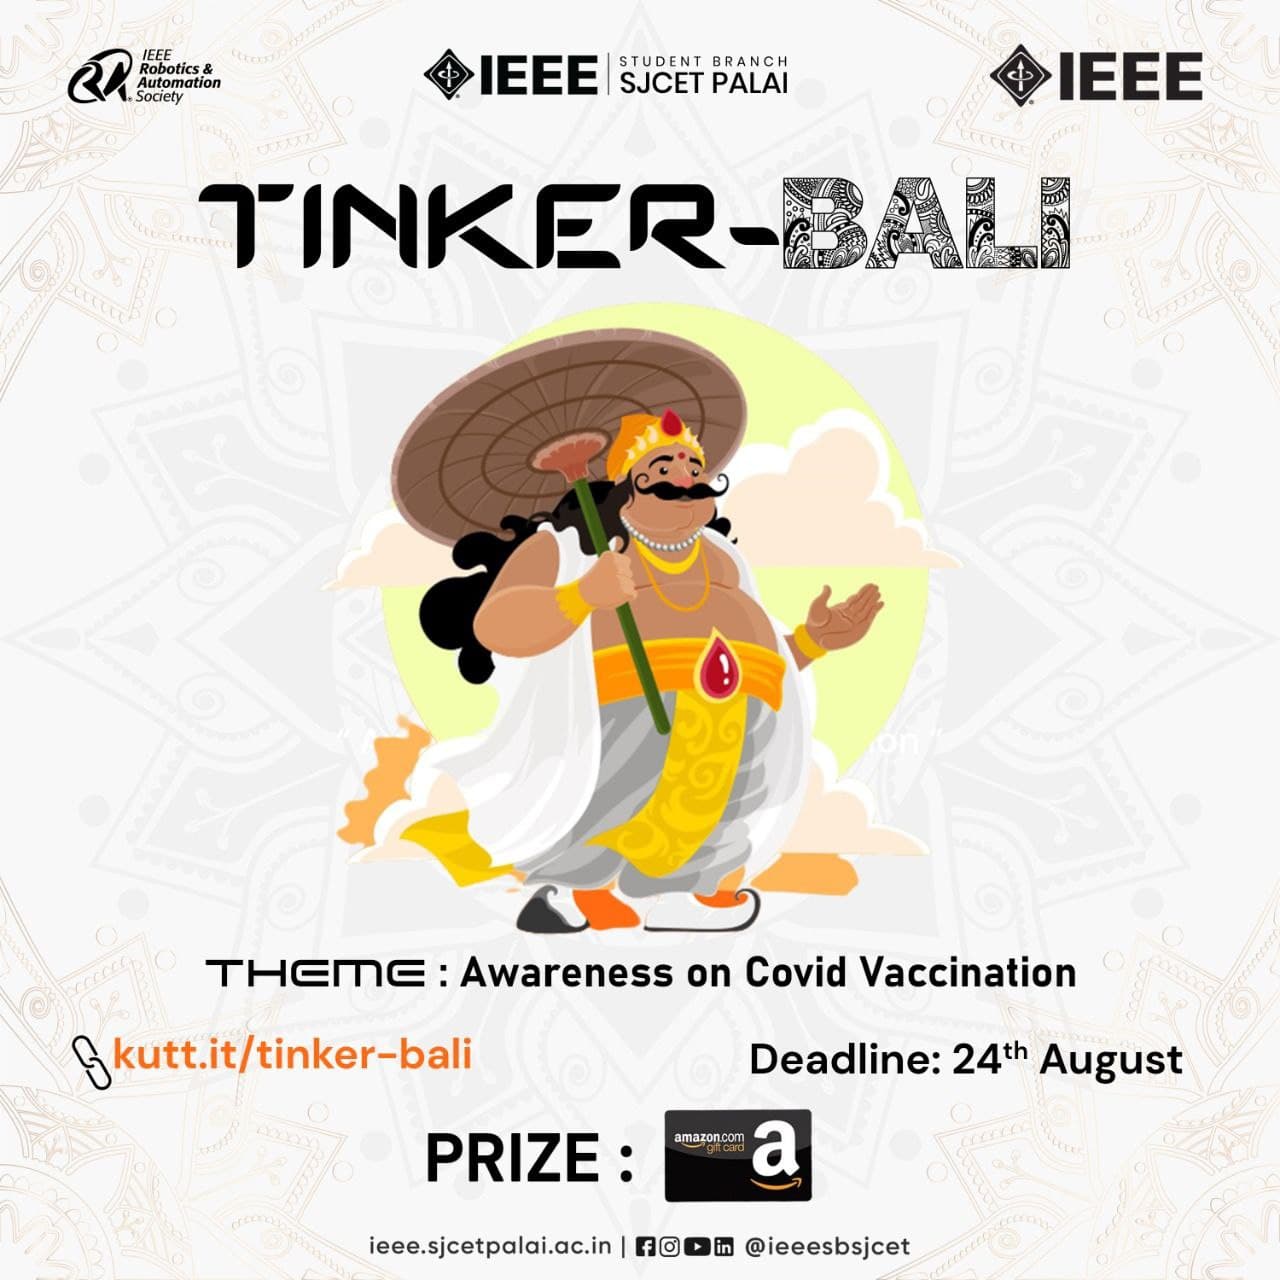 IEEE
Robotics &
Automation
Society
IEEE STUDENT BRANCH
SJCET PALAI
IEEE
TINKER-BALI
THEME : Awareness on Covid Vaccination
kutt.it/tinker-bali
Deadline: 24th August
PRIZE :
amazon.com
gift card
a
ieee.sjcetpalai.ac.in | @ieeesbsjcet